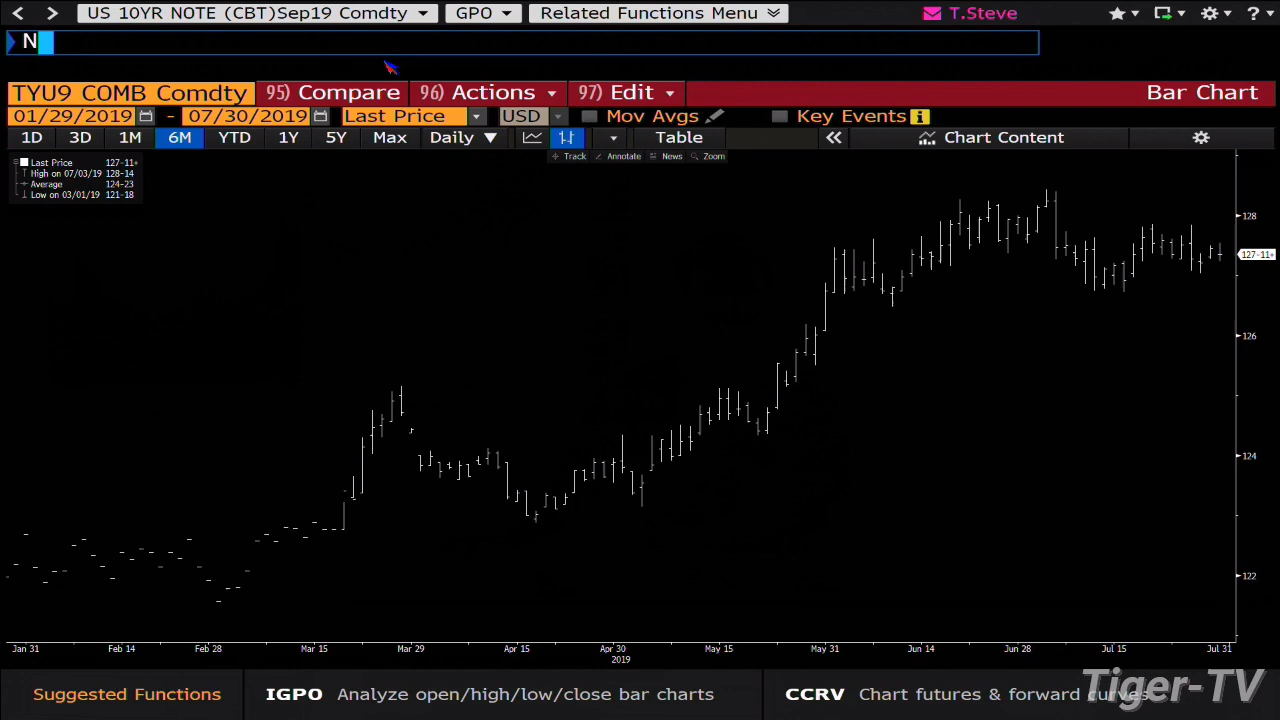 US 10YR NOTE (CBT)Sep19 Comdty GPO Related Functions Menu T.Steve ?
N
TYU9 COMB Comdty 95) Compare 96) Actions 97) Edit Bar Chart
01/29/2019 - 07/30/2019 Last Price USD Mov Avgs Key Events i
1D 3D 1M 6M YTD 1Y 5Y Max Daily Table Chart Content
Track Annotate News Zoom
Last Price 127-11+
High on 07/03/19 128-14
Average 124-23
Low on 03/01/19 121-18
128
127-11+
126
124
122
Jan 31 Feb 14 Feb 28 Mar 15 Mar 29 Apr 15 Apr 30 May 15 May 31 Jun 14 Jun 28 Jul 15 Jul 31
2019
Suggested Functions IGPO Analyze open/high/low/close bar charts CCRV Chart futures & forward curves
Tiger-TV